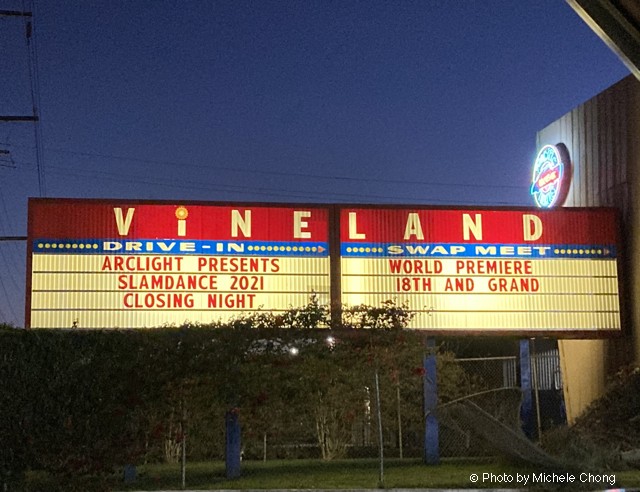 ViNELAND
DRIVE-IN
SWAP MEET
ARCLIGHT PRESENTS
SLAMDANCE 2021
CLOSING NIGHT
WORLD PREMIERE
18TH AND GRAND
© Photo by Michele Chong